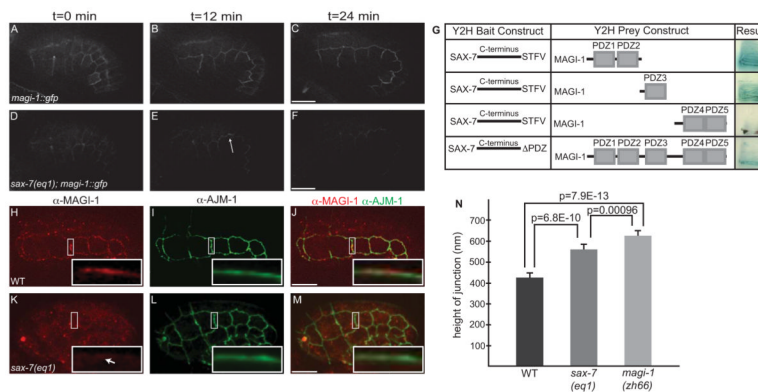 t=0 min t=12 min t=24 min
A B C
magi-1::gfp
D E F
sax-7(eq1); magi-1::gfp
α-MAGI-1 α-AJM-1 α-MAGI-1 α-AJM-1
H I J
WT
K L M
sax-7(eq1)
G Y2H Bait Construct Y2H Prey Construct Resu
SAX-7 C-terminus STFV MAGI-1 PDZ1 PDZ2
SAX-7 C-terminus STFV MAGI-1 PDZ3
SAX-7 C-terminus STFV MAGI-1 PDZ4 PDZ5
SAX-7 C-terminus ΔPDZ MAGI-1 PDZ1 PDZ2 PDZ3 PDZ4 PDZ5
N
p=7.9E-13
p=6.8E-10 p=0.00096
height of junction (nm)
700
600
500
400
300
200
100
WT sax-7 magi-1
(eq1) (zh66)